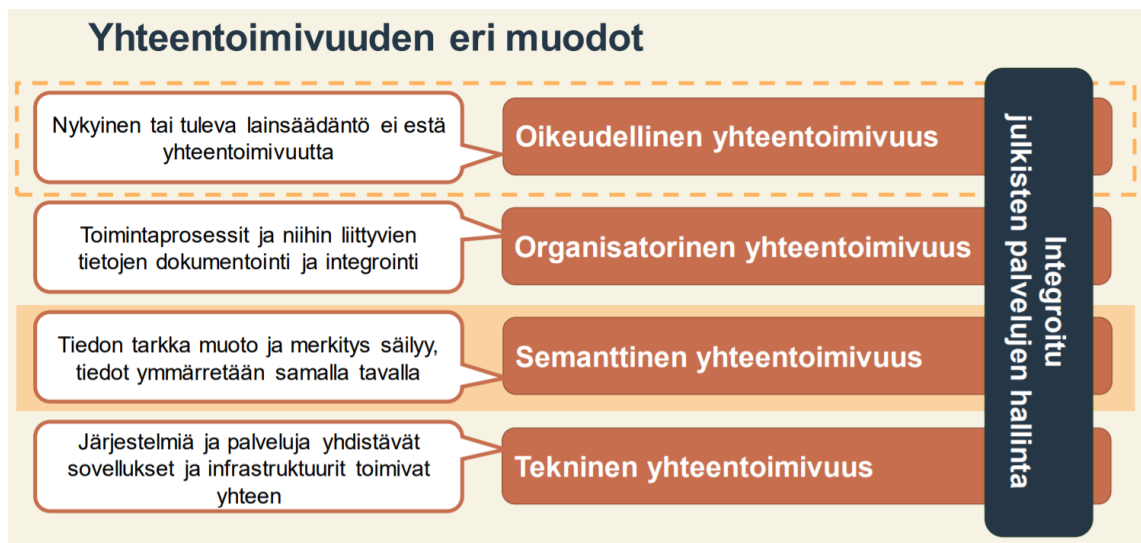 Yhteentoimivuuden eri muodot
Nykyinen tai tuleva lainsäädäntö ei estä
yhteentoimivuutta
Oikeudellinen yhteentoimivuus
Toimintaprosessit ja niihin liittyvien
tietojen dokumentointi ja integrointi
Organisatorinen yhteentoimivuus
Tiedon tarkka muoto ja merkitys säilyy,
tiedot ymmärretään samalla tavalla
Semanttinen yhteentoimivuus
Järjestelmiä ja palveluja yhdistävät
sovellukset ja infrastruktuurit toimivat
yhteen
Tekninen yhteentoimivuus
Integroitu
julkisten palvelujen hallinta